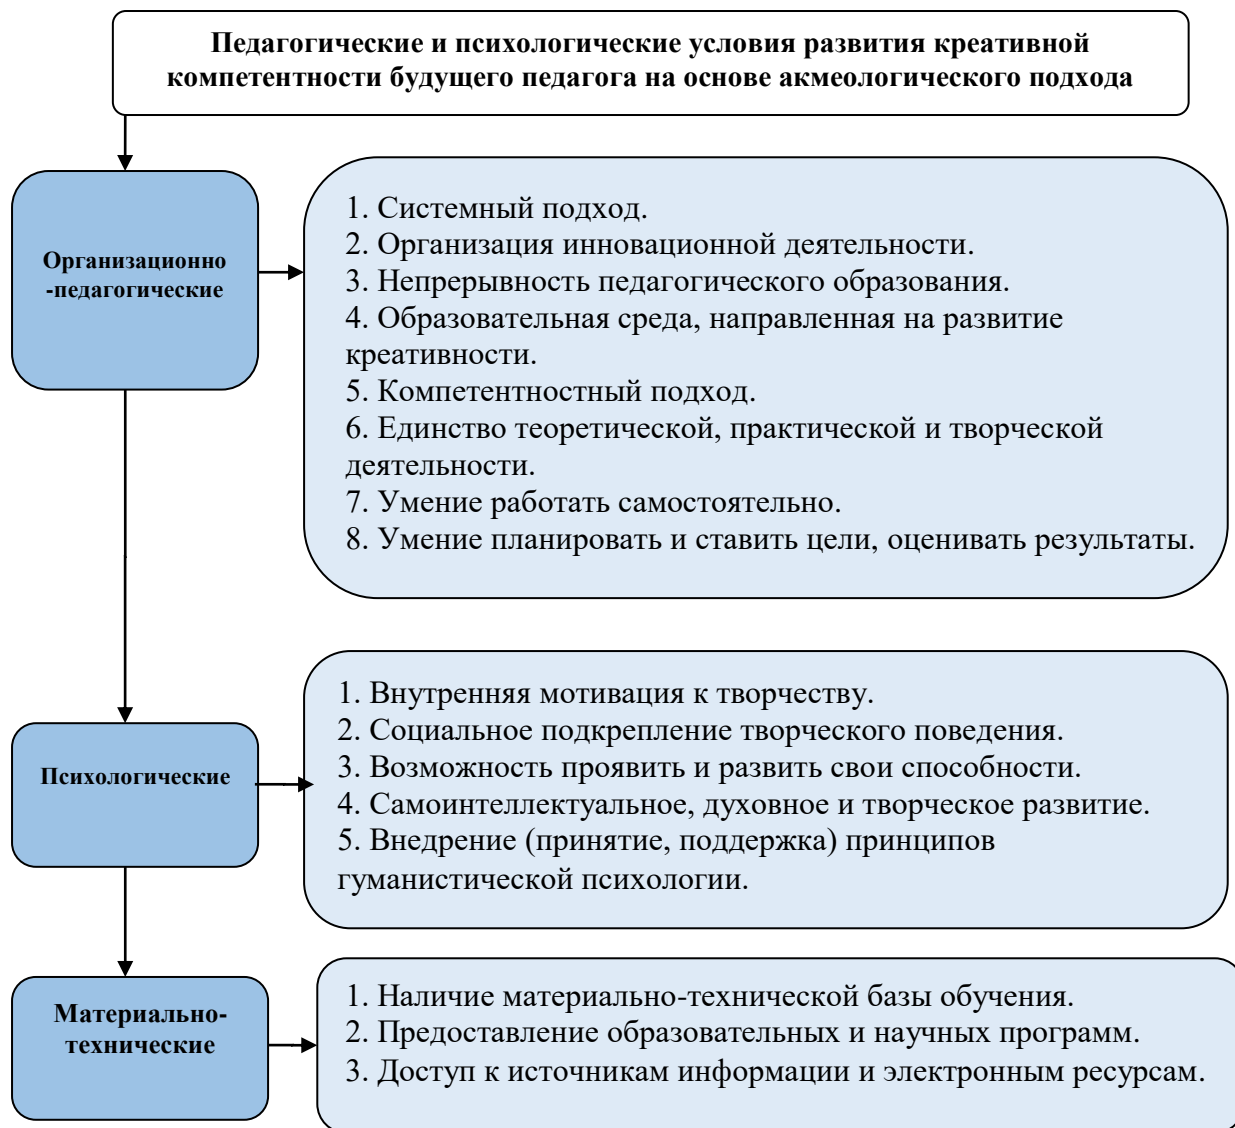 Педагогические и психологические условия развития креативной
компетентности будущего педагога на основе акмеологического подхода
Организационно
-педагогические
1. Системный подход.
2. Организация инновационной деятельности.
3. Непрерывность педагогического образования.
4. Образовательная среда, направленная на развитие
креативности.
5. Компетентностный подход.
6. Единство теоретической, практической и творческой
деятельности.
7. Умение работать самостоятельно.
8. Умение планировать и ставить цели, оценивать результаты.
Психологические
1. Внутренняя мотивация к творчеству.
2. Социальное подкрепление творческого поведения.
3. Возможность проявить и развить свои способности.
4. Самоинтеллектуальное, духовное и творческое развитие.
5. Внедрение (принятие, поддержка) принципов
гуманистической психологии.
Материально-
технические
1. Наличие материально-технической базы обучения.
2. Предоставление образовательных и научных программ.
3. Доступ к источникам информации и электронным ресурсам.